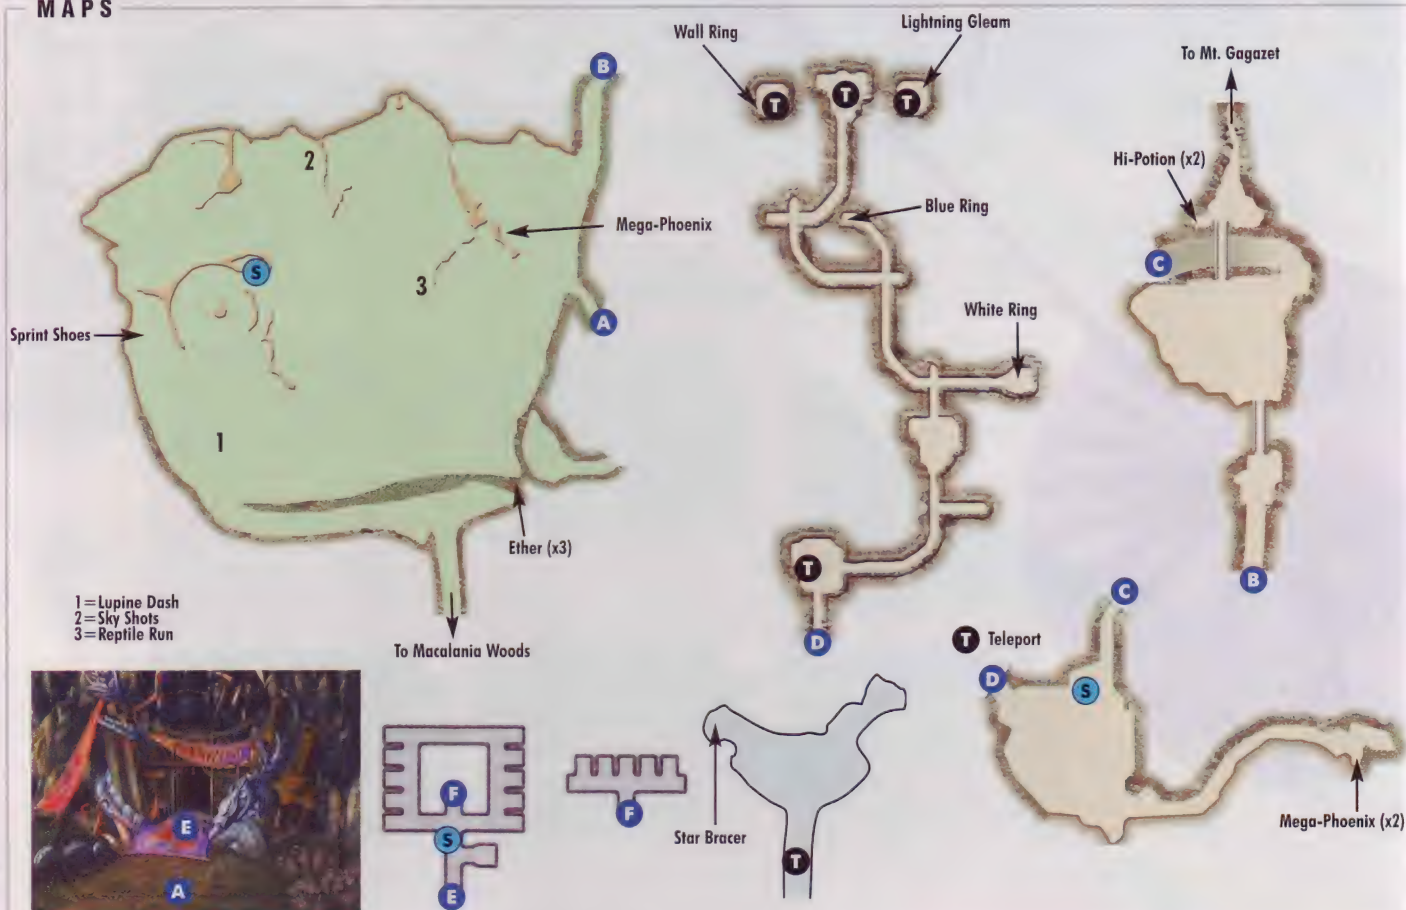 MAPS
Wall Ring
Lightning Gleam
To Mt. Gagazet
B
T
T
T
Hi-Potion (x2)
2
Blue Ring
Mega-Phoenix
C
S
3
A
White Ring
Sprint Shoes
1
Ether (x3)
T
B
C
1=Lupine Dash
2=Sky Shots
3=Reptile Run
To Macalania Woods
D
T Teleport
D
S
E
A
F
S
E
F
Star Bracer
T
Mega-Phoenix (x2)